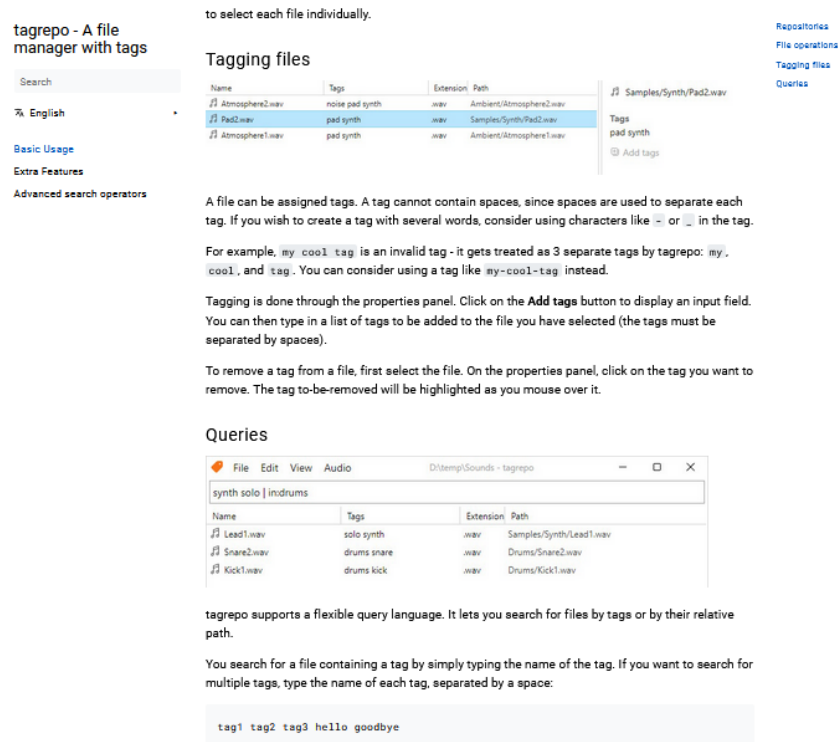 tagrepo - A file
manager with tags
Search
English
Basic Usage
Extra Features
Advanced search operators
to select each file individually.
Tagging files
Name Tags Extension Path
Atmosphere2.wav noise pad synth .wav Ambient/Atmosphere2.wav
Pad2.wav pad synth .wav Samples/Synth/Pad2.wav
Atmosphere1.wav pad synth .wav Ambient/Atmosphere1.wav
Samples/Synth/Pad2.wav
Tags
pad synth
Add tags
A file can be assigned tags. A tag cannot contain spaces, since spaces are used to separate each
tag. If you wish to create a tag with several words, consider using characters like - or _ in the tag.
For example, my cool tag is an invalid tag - it gets treated as 3 separate tags by tagrepo: my ,
cool , and tag . You can consider using a tag like my-cool-tag instead.
Tagging is done through the properties panel. Click on the Add tags button to display an input field.
You can then type in a list of tags to be added to the file you have selected (the tags must be
separated by spaces).
To remove a tag from a file, first select the file. On the properties panel, click on the tag you want to
remove. The tag to-be-removed will be highlighted as you mouse over it.
Queries
File Edit View Audio D:\temp\Sounds - tagrepo
synth solo | in:drums
Name Tags Extension Path
Lead1.wav solo synth .wav Samples/Synth/Lead1.wav
Snare2.wav drums snare .wav Drums/Snare2.wav
Kick1.wav drums kick .wav Drums/Kick1.wav
tagrepo supports a flexible query language. It lets you search for files by tags or by their relative
path.
You search for a file containing a tag by simply typing the name of the tag. If you want to search for
multiple tags, type the name of each tag, separated by a space:
tag1 tag2 tag3 hello goodbye
Repositories
File operations
Tagging files
Queries